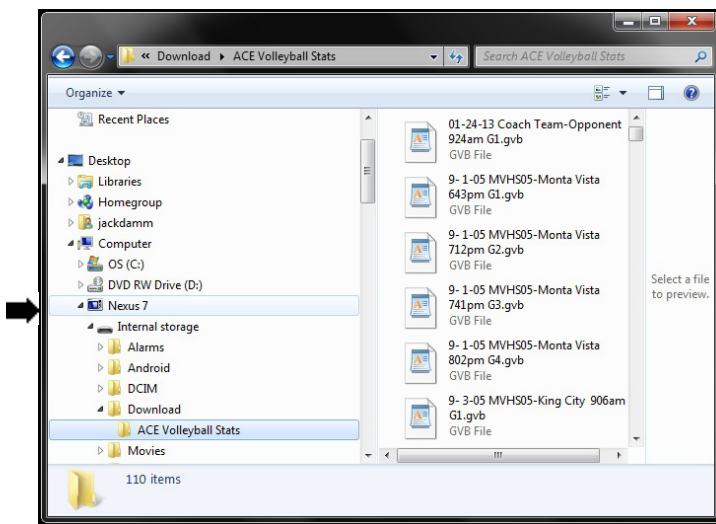 « Download ▸ ACE Volleyball Stats
Search ACE Volleyball Stats
Organize
Recent Places
Desktop
Libraries
Homegroup
jackdamm
Computer
OS (C:)
DVD RW Drive (D:)
Nexus 7
Internal storage
Alarms
Android
DCIM
Download
ACE Volleyball Stats
Movies
01-24-13 Coach Team-Opponent
924am G1.gvb
GVB File
9- 1-05 MVHS05-Monta Vista
643pm G1.gvb
GVB File
9- 1-05 MVHS05-Monta Vista
712pm G2.gvb
GVB File
9- 1-05 MVHS05-Monta Vista
741pm G3.gvb
GVB File
9- 1-05 MVHS05-Monta Vista
802pm G4.gvb
GVB File
9- 3-05 MVHS05-King City 906am
G1.gvb
GVB File
Select a file
to preview.
110 items